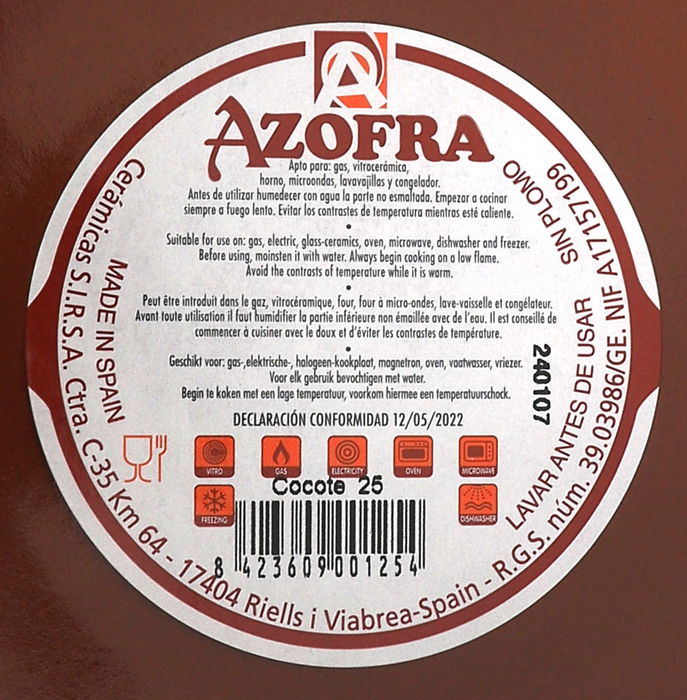 AZOFRA
Apto para: gas, vitrocerámica,
horno, microondas, lavavajillas y congelador.
Antes de utilizar humedecer con agua la parte no esmaltada. Empezar a cocinar
siempre a fuego lento. Evitar los contrastes de temperatura mientras esté caliente.
•
Suitable for use on: gas, electric, glass-ceramics, oven, microwave, dishwasher and freezer.
Before using, moinsten it with water. Always begin cooking on a low flame.
Avoid the contrasts of temperature while it is warm.
•
Peut être introduit dans le gaz, vitrocéramique, four, four à micro-ondes, lave-vaisselle et congélateur.
Avant toute utilisation il faut humidifier la partie inférieure non émaillée avec de l'eau. Il est conseillé de
commencer à cuisiner avec le doux et d'éviter les contrastes de température.
•
Geschikt voor: gas-,elektrische-, halogeen-kookplaat, magnetron, oven, vaatwasser, vriezer.
Voor elk gebruik bevochtigen met water.
Begin te koken met een lage temperatuur, voorkom hiermee een temperatuurschock.
DECLARACIÓN CONFORMIDAD 12/05/2022
VITRO GAS ELECTRICITY OVEN MICROWAVE
Cocote 25
FREEZING DISHWASHER
8 423609 001254
240107
MADE IN SPAIN
LAVAR ANTES DE USAR SIN PLOMO
Cerámicas S.I.R.S.A. Ctra. C-35 Km 64 - 17404 Riells i Viabrea-Spain - R.G.S. núm. 39.03986/GE. NIF A17157199